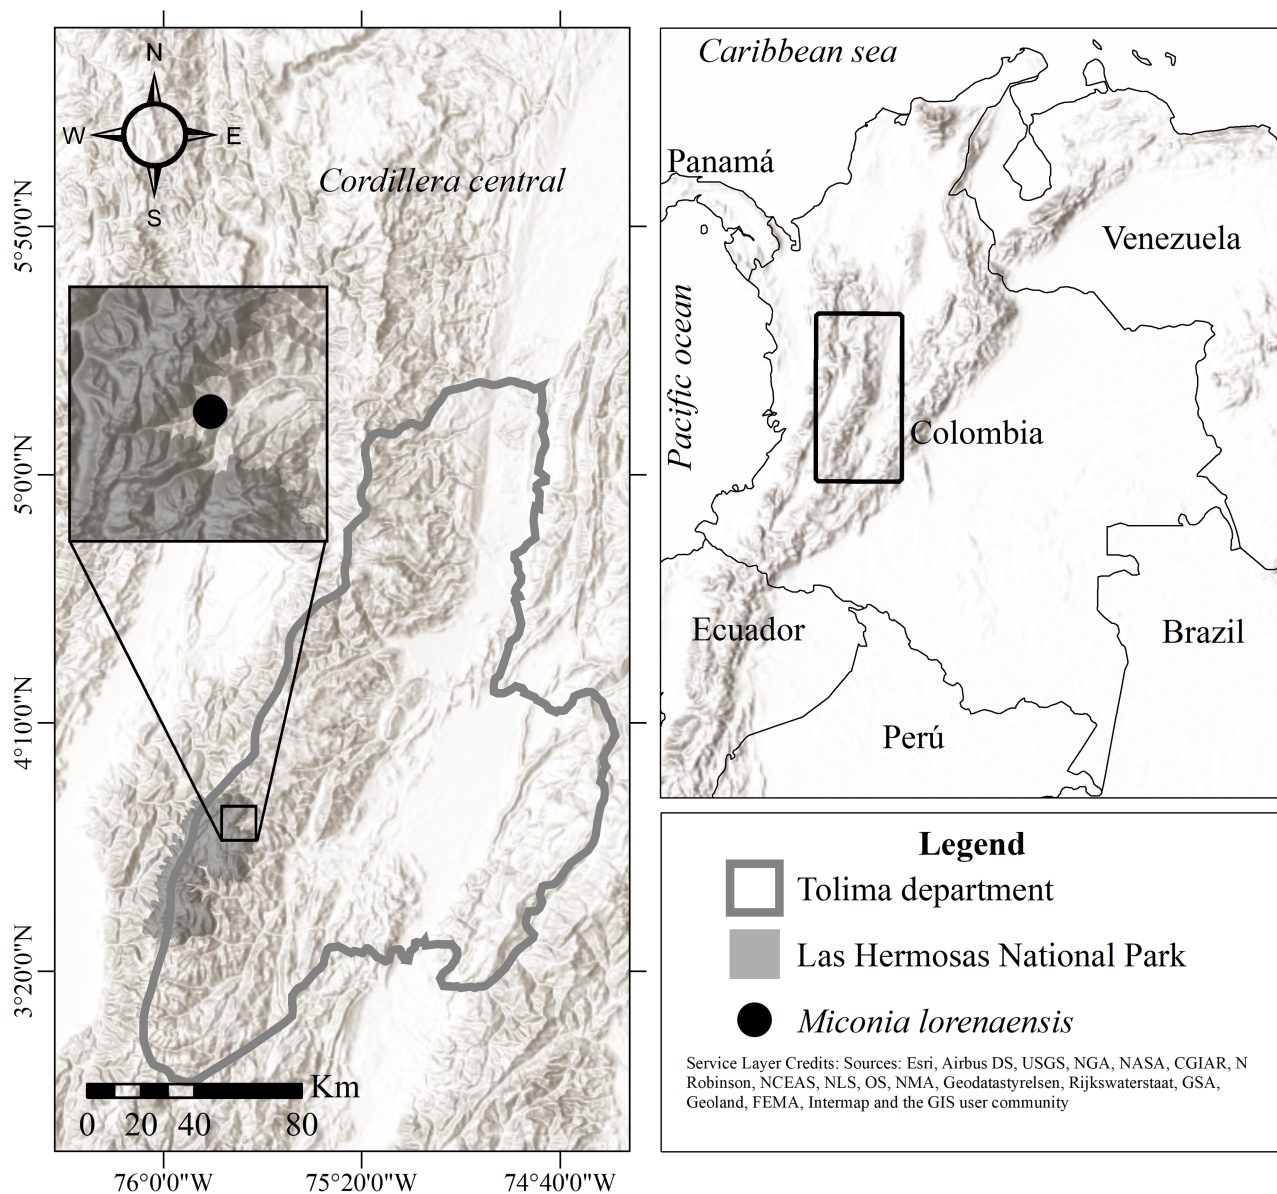 N
W
E
S
Cordillera central
5°50'0"N
5°0'0"N
4°10'0"N
3°20'0"N
Km
0 20 40 80
76°0'0"W 75°20'0"W 74°40'0"W
Caribbean sea
Panamá
Venezuela
Pacific ocean
Colombia
Ecuador
Brazil
Perú
Legend
Tolima department
Las Hermosas National Park
Miconia lorenaensis
Service Layer Credits: Sources: Esri, Airbus DS, USGS, NGA, NASA, CGIAR, N
Robinson, NCEAS, NLS, OS, NMA, Geodatastyrelsen, Rijkswaterstaat, GSA,
Geoland, FEMA, Intermap and the GIS user community